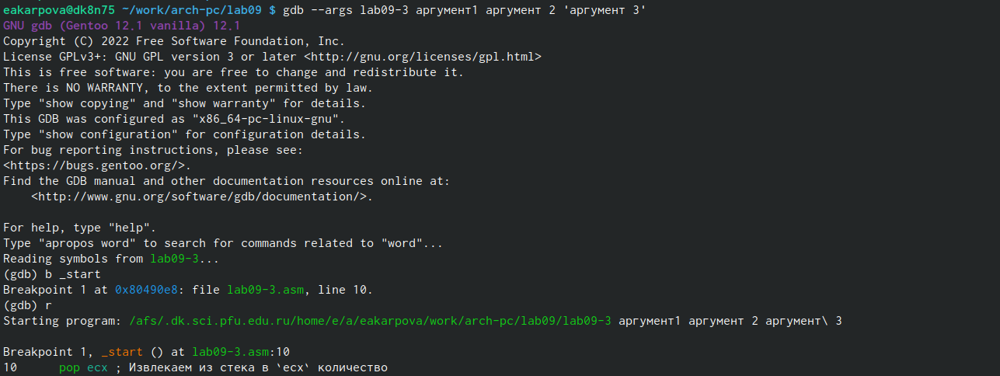 eakarpova@dk8n75 ~/work/arch-pc/lab09 $ gdb --args lab09-3 аргумент1 аргумент 2 'аргумент 3'
GNU gdb (Gentoo 12.1 vanilla) 12.1
Copyright (C) 2022 Free Software Foundation, Inc.
License GPLv3+: GNU GPL version 3 or later <http://gnu.org/licenses/gpl.html>
This is free software: you are free to change and redistribute it.
There is NO WARRANTY, to the extent permitted by law.
Type "show copying" and "show warranty" for details.
This GDB was configured as "x86_64-pc-linux-gnu".
Type "show configuration" for configuration details.
For bug reporting instructions, please see:
<https://bugs.gentoo.org/>.
Find the GDB manual and other documentation resources online at:
    <http://www.gnu.org/software/gdb/documentation/>.

For help, type "help".
Type "apropos word" to search for commands related to "word"...
Reading symbols from lab09-3...
(gdb) b _start
Breakpoint 1 at 0x80490e8: file lab09-3.asm, line 10.
(gdb) r
Starting program: /afs/.dk.sci.pfu.edu.ru/home/e/a/eakarpova/work/arch-pc/lab09/lab09-3 аргумент1 аргумент 2 аргумент\ 3

Breakpoint 1, _start () at lab09-3.asm:10
10      pop ecx ; Извлекаем из стека в `ecx` количество